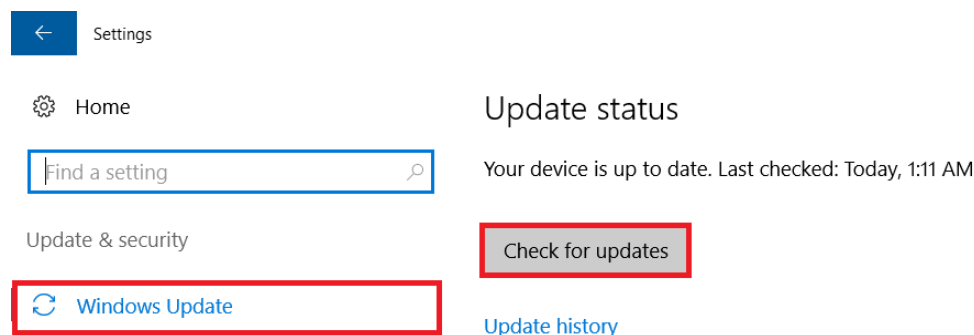 Settings
Home
Find a setting
Update & security
Windows Update
Update status
Your device is up to date. Last checked: Today, 1:11 AM
Check for updates
Update history